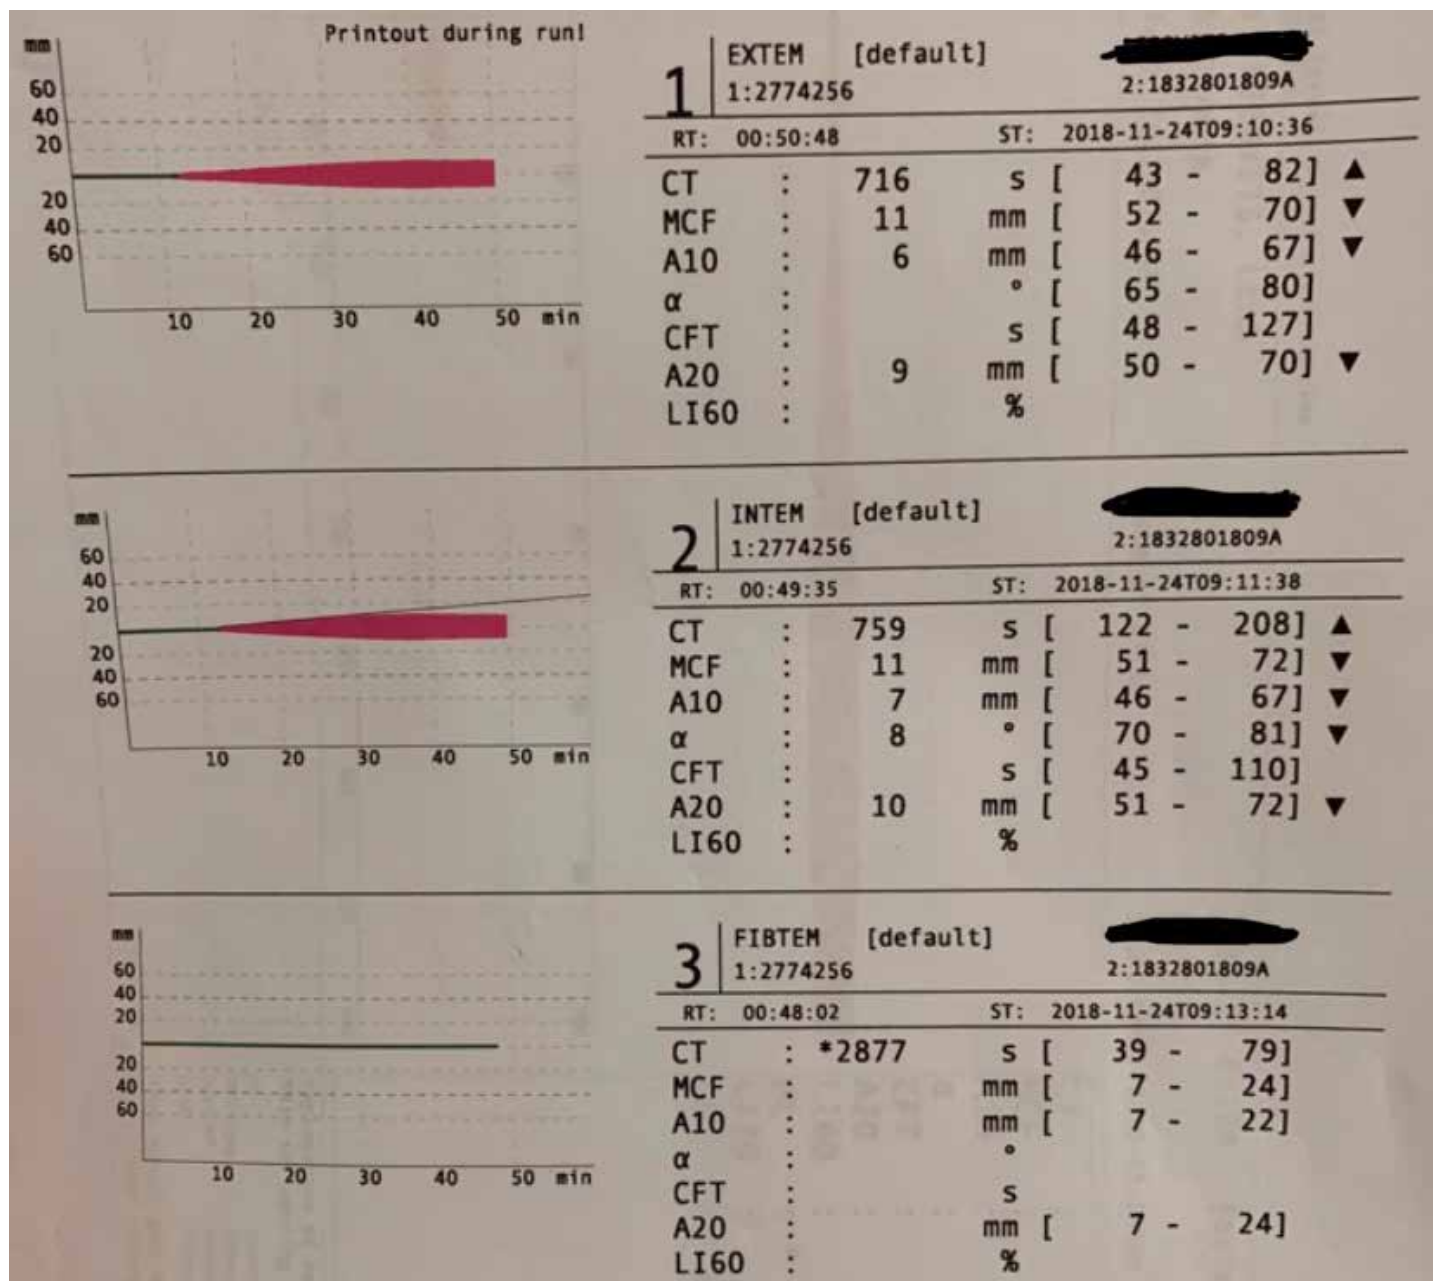 Printout during run!
mm
60
40
20
20
40
60
10 20 30 40 50 min
1 EXTEM [default]
1:2774256 2:1832801809A
RT: 00:50:48 ST: 2018-11-24T09:10:36
CT : 716 s [ 43 - 82] ▲
MCF : 11 mm [ 52 - 70] ▼
A10 : 6 mm [ 46 - 67] ▼
α : ° [ 65 - 80]
CFT : s [ 48 - 127]
A20 : 9 mm [ 50 - 70] ▼
LI60 : %
mm
60
40
20
20
40
60
10 20 30 40 50 min
2 INTEM [default]
1:2774256 2:1832801809A
RT: 00:49:35 ST: 2018-11-24T09:11:38
CT : 759 s [ 122 - 208] ▲
MCF : 11 mm [ 51 - 72] ▼
A10 : 7 mm [ 46 - 67] ▼
α : 8 ° [ 70 - 81] ▼
CFT : s [ 45 - 110]
A20 : 10 mm [ 51 - 72] ▼
LI60 : %
mm
60
40
20
20
40
60
10 20 30 40 50 min
3 FIBTEM [default]
1:2774256 2:1832801809A
RT: 00:48:02 ST: 2018-11-24T09:13:14
CT : *2877 s [ 39 - 79]
MCF : mm [ 7 - 24]
A10 : mm [ 7 - 22]
α : °
CFT : s
A20 : mm [ 7 - 24]
LI60 : %